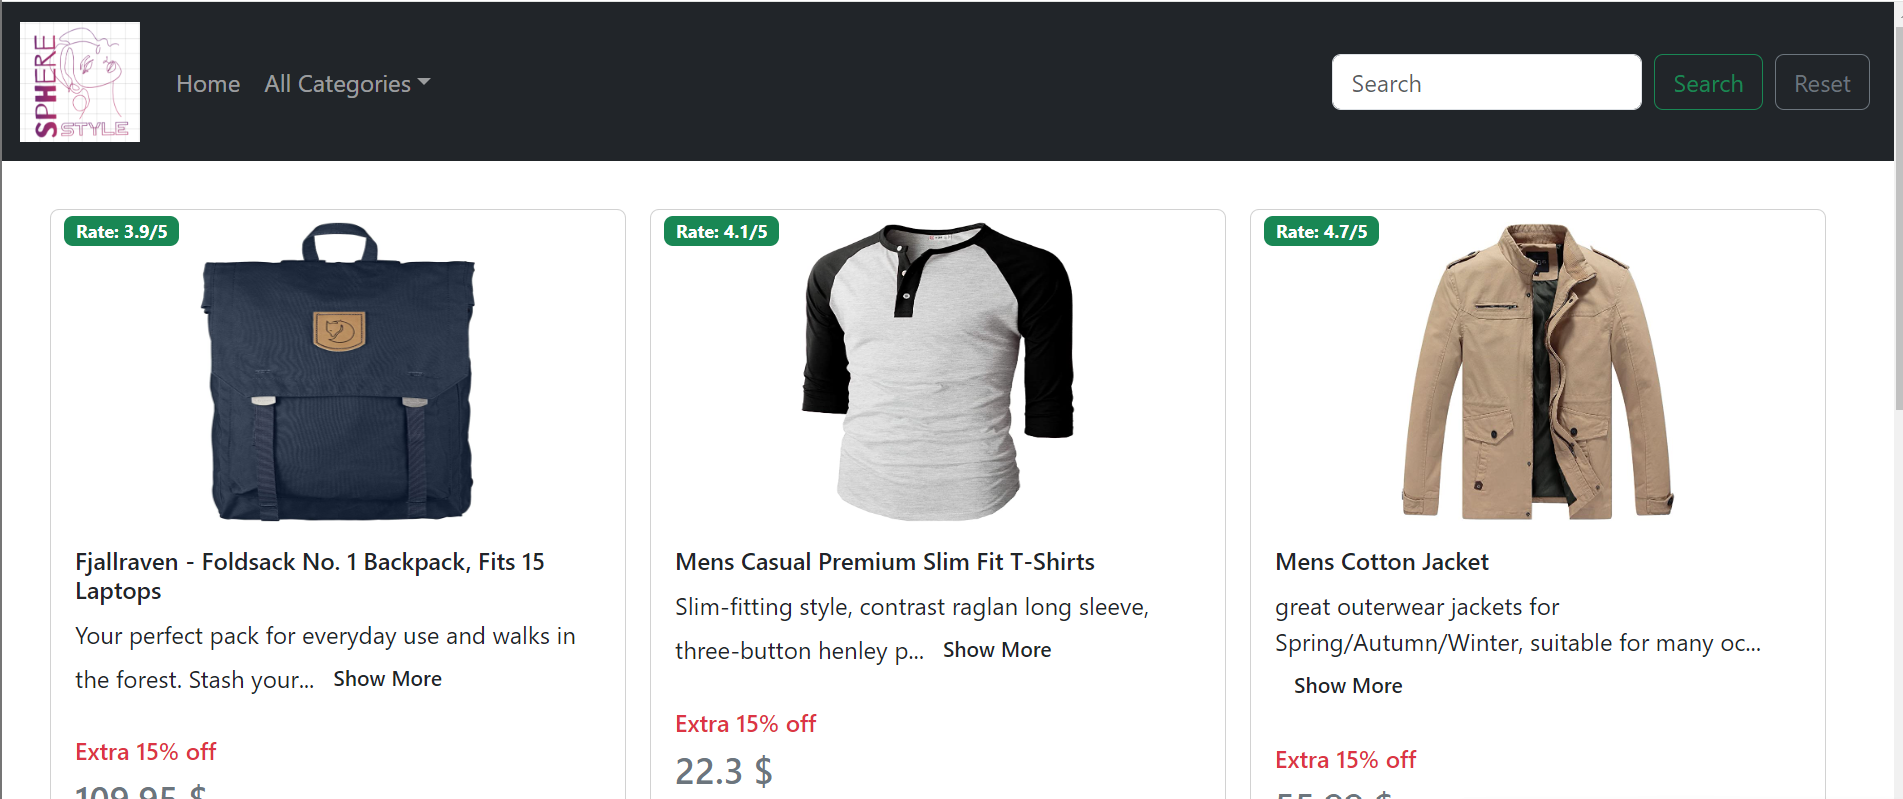 SPHERE
STYLE
Home
All Categories
Search
Search
Reset
Rate: 3.9/5
Fjallraven - Foldsack No. 1 Backpack, Fits 15
Laptops
Your perfect pack for everyday use and walks in
the forest. Stash your... Show More
Extra 15% off
109.95 $
Rate: 4.1/5
Mens Casual Premium Slim Fit T-Shirts
Slim-fitting style, contrast raglan long sleeve,
three-button henley p... Show More
Extra 15% off
22.3 $
Rate: 4.7/5
Mens Cotton Jacket
great outerwear jackets for
Spring/Autumn/Winter, suitable for many oc...
Show More
Extra 15% off